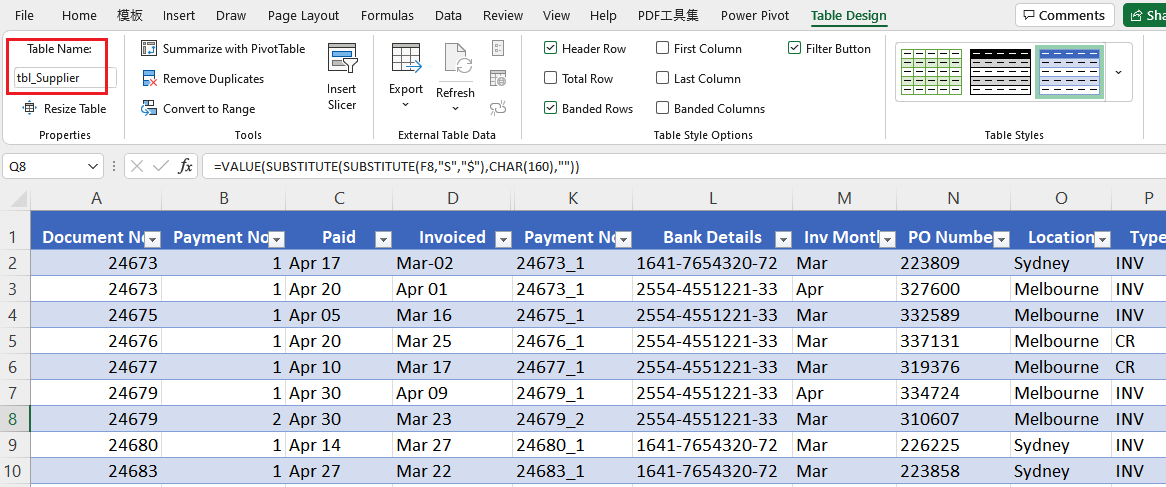 File Home 模板 Insert Draw Page Layout Formulas Data Review View Help PDF工具集 Power Pivot Table Design Comments Sha
Table Name:
tbl_Supplier
Resize Table
Properties
Summarize with PivotTable
Remove Duplicates
Convert to Range
Tools
Insert
Slicer
Export
Refresh
External Table Data
Header Row First Column Filter Button
Total Row Last Column
Banded Rows Banded Columns
Table Style Options
Table Styles
Q8 fx =VALUE(SUBSTITUTE(SUBSTITUTE(F8,"S","$"),CHAR(160),""))
A B C D K L M N O P
1 Document No Payment No Paid Invoiced Payment No Bank Details Inv Month PO Number Location Type
2 24673 1 Apr 17 Mar-02 24673_1 1641-7654320-72 Mar 223809 Sydney INV
3 24673 1 Apr 20 Apr 01 24673_1 2554-4551221-33 Apr 327600 Melbourne INV
4 24675 1 Apr 05 Mar 16 24675_1 2554-4551221-33 Mar 332589 Melbourne INV
5 24676 1 Apr 20 Mar 25 24676_1 2554-4551221-33 Mar 337131 Melbourne CR
6 24677 1 Apr 10 Mar 17 24677_1 2554-4551221-33 Mar 319376 Melbourne CR
7 24679 1 Apr 30 Apr 09 24679_1 2554-4551221-33 Apr 334724 Melbourne INV
8 24679 2 Apr 30 Mar 23 24679_2 2554-4551221-33 Mar 310607 Melbourne INV
9 24680 1 Apr 14 Mar 27 24680_1 1641-7654320-72 Mar 226225 Sydney INV
10 24683 1 Apr 27 Mar 22 24683_1 1641-7654320-72 Mar 223858 Sydney INV